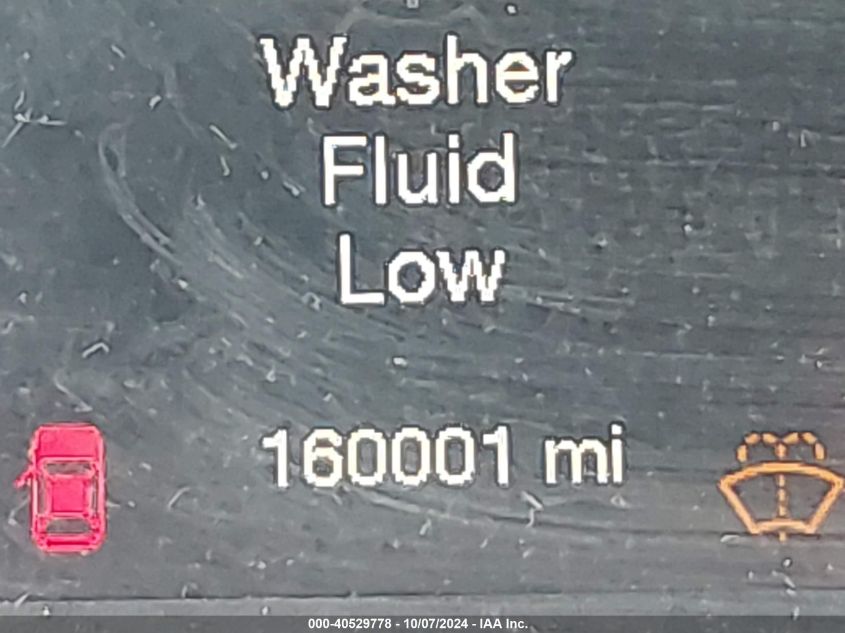 Washer
Fluid
Low
160001 mi
000-40529778 - 10/07/2024 - IAA Inc.